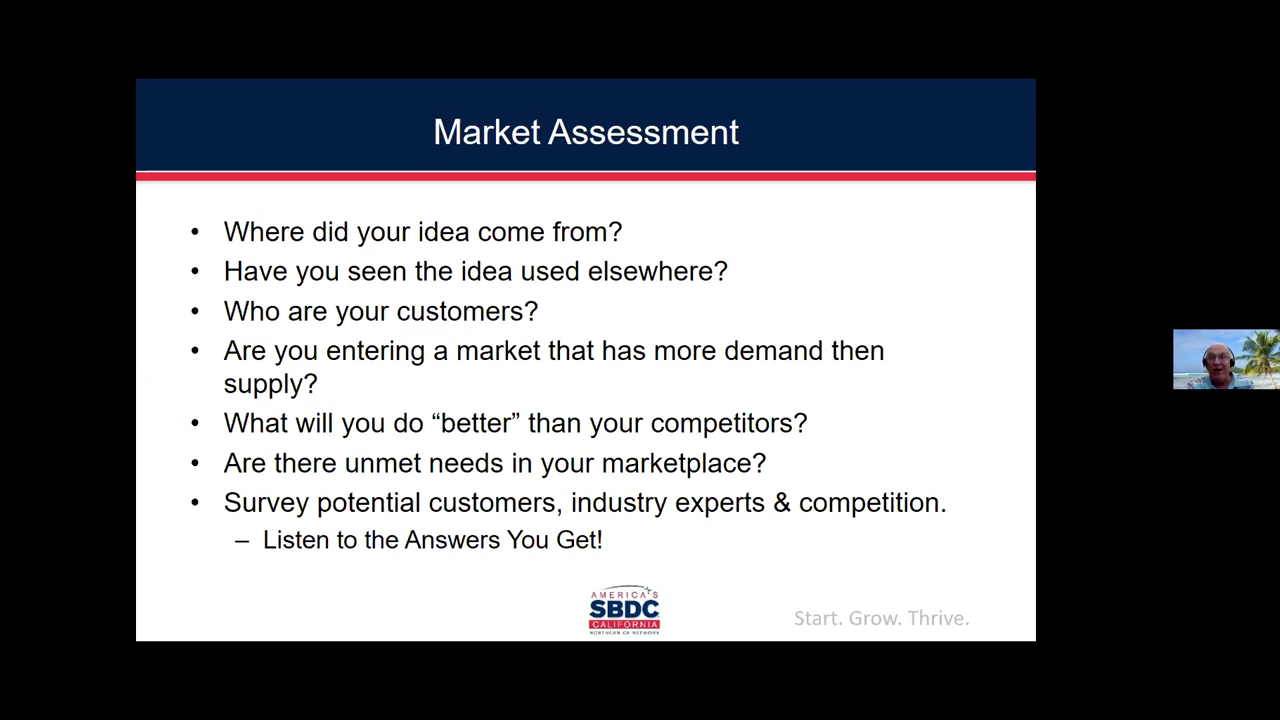 Market Assessment
• Where did your idea come from?
• Have you seen the idea used elsewhere?
• Who are your customers?
• Are you entering a market that has more demand then
supply?
• What will you do “better” than your competitors?
• Are there unmet needs in your marketplace?
• Survey potential customers, industry experts & competition.
– Listen to the Answers You Get!
AMERICA'S
SBDC
CALIFORNIA
NORTHERN CA NETWORK
Start. Grow. Thrive.